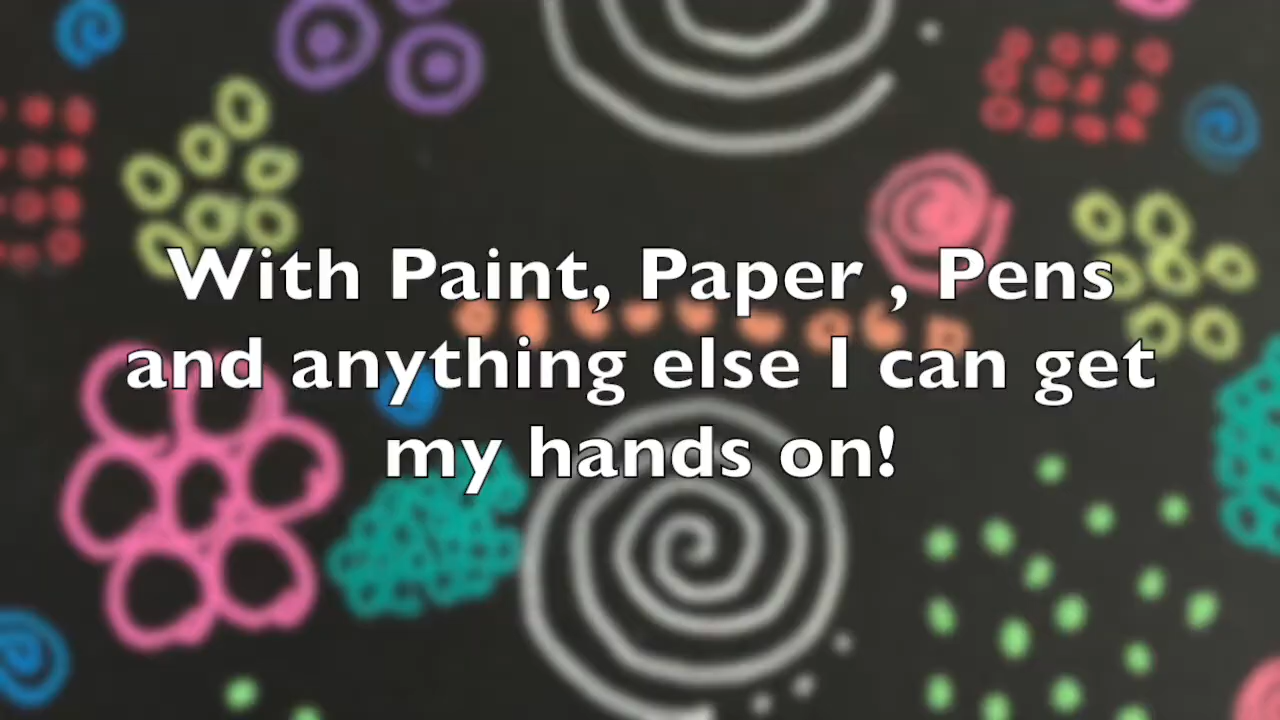 With Paint, Paper , Pens
and anything else I can get
my hands on!